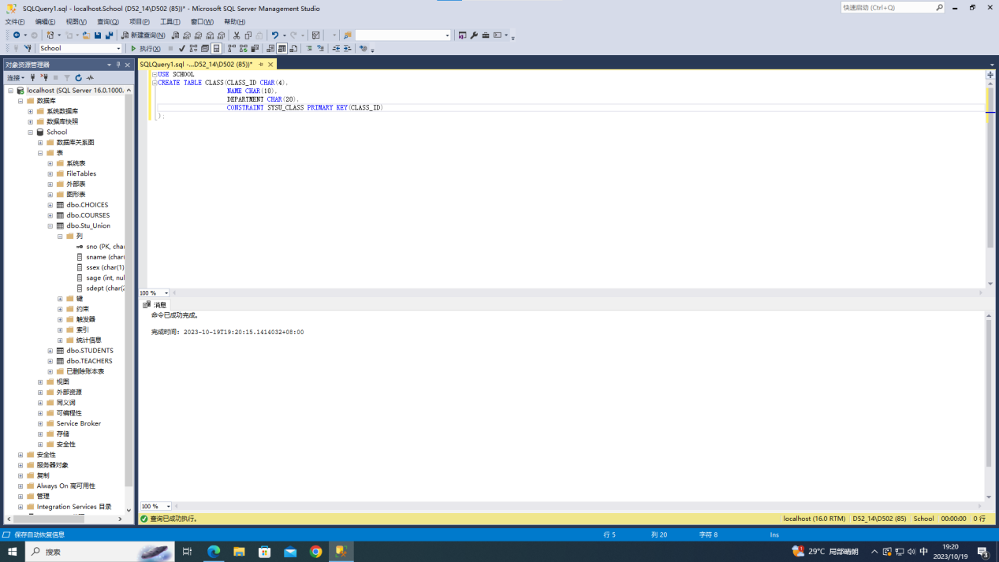 SQLQuery1.sql - localhost.School (D52_14\D502 (85))* - Microsoft SQL Server Management Studio
快速启动 (Ctrl+Q)
文件(F) 编辑(E) 视图(V) 查询(Q) 项目(P) 工具(T) 窗口(W) 帮助(H)
新建查询(N)
School
执行(X)
对象资源管理器
SQLQuery1.sql -...D52_14\D502 (85))*
连接
localhost (SQL Server 16.0.1000.
数据库
系统数据库
数据库快照
School
数据库关系图
表
系统表
FileTables
外部表
图形表
dbo.CHOICES
dbo.COURSES
dbo.Stu_Union
列
sno (PK, cha
sname (char
ssex (char(1)
sage (int, nul
sdept (char(2
键
约束
触发器
索引
统计信息
dbo.STUDENTS
dbo.TEACHERS
已删除账本表
视图
外部资源
同义词
可编程性
Service Broker
存储
安全性
安全性
服务器对象
复制
Always On 高可用性
管理
Integration Services 目录
USE SCHOOL
CREATE TABLE CLASS(CLASS_ID CHAR(4),
NAME CHAR(10),
DEPARTMENT CHAR(20),
CONSTRAINT SYSU_CLASS PRIMARY KEY(CLASS_ID)
);
100 %
消息
命令已成功完成。
完成时间: 2023-10-19T19:20:15.1414032+08:00
100 %
查询已成功执行。 localhost (16.0 RTM) D52_14\D502 (85) School 00:00:00 0 行
保存自动恢复信息 行 5 列 20 字符 8 Ins
搜索 29°C 局部晴朗 中 19:20
2023/10/19 3